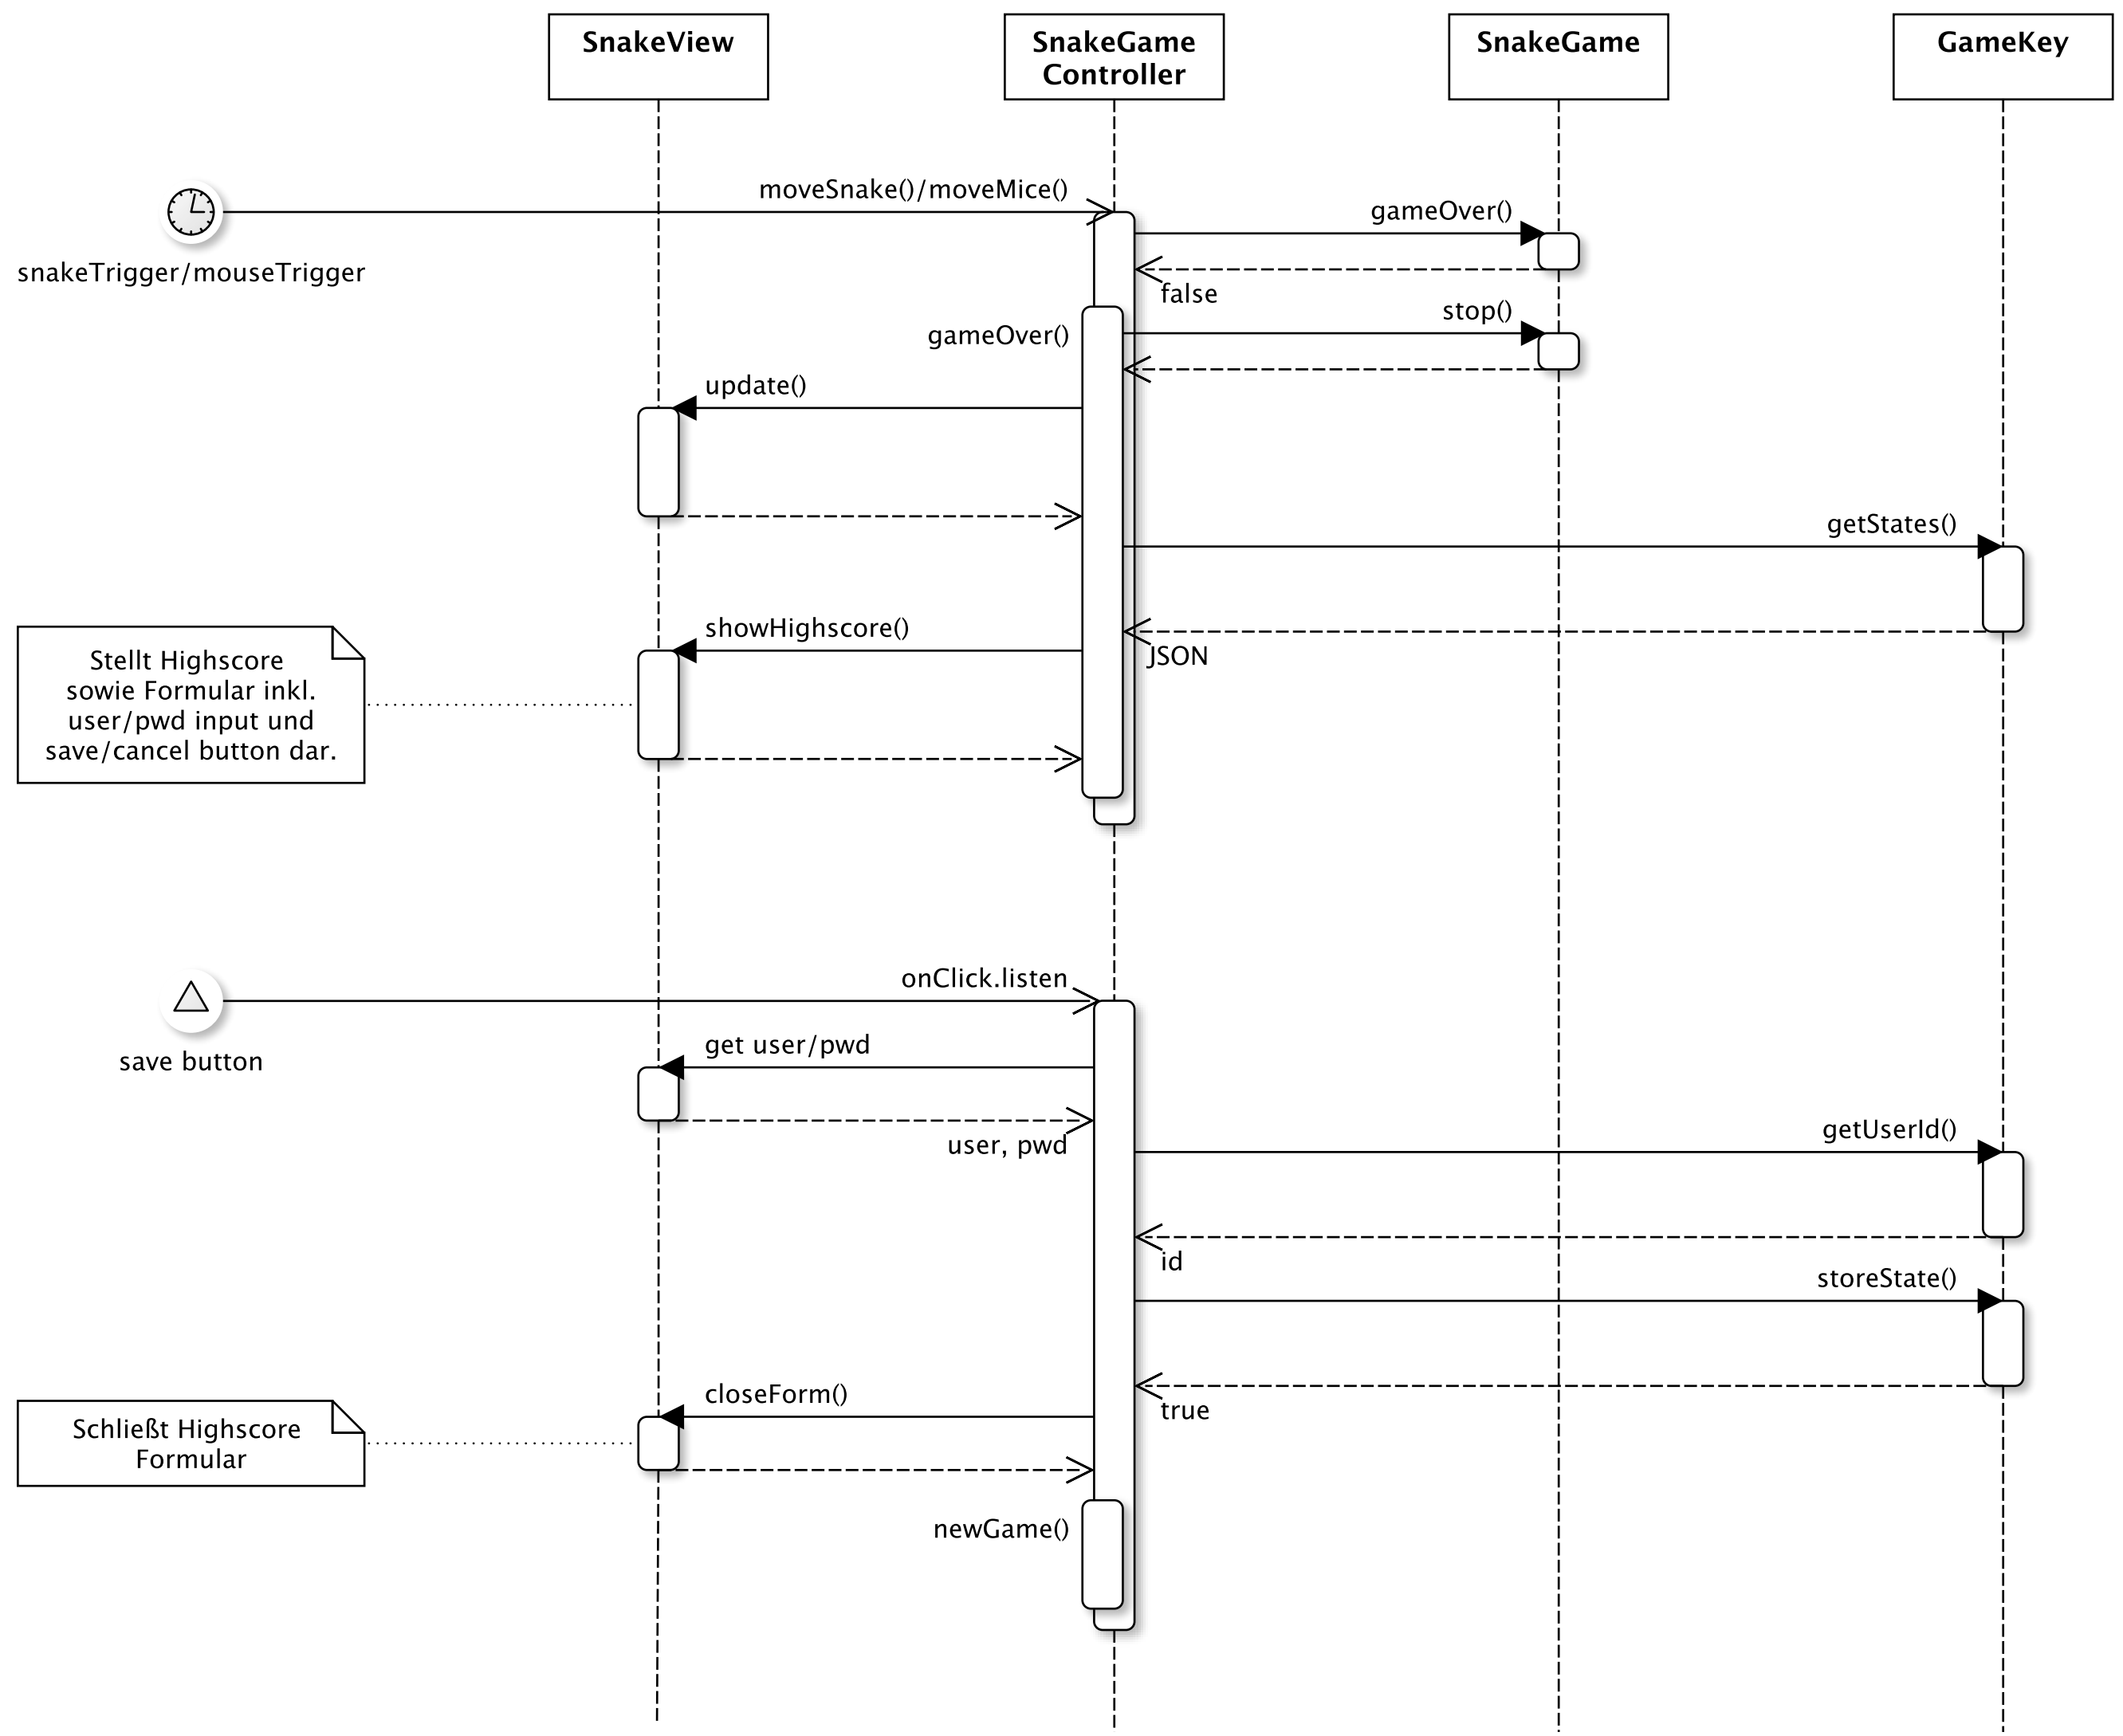 SnakeView
SnakeGame
Controller
SnakeGame
GameKey
moveSnake()/moveMice()
gameOver()
snakeTrigger/mouseTrigger
false
stop()
gameOver()
update()
getStates()
showHighscore()
JSON
Stellt Highscore
sowie Formular inkl.
user/pwd input und
save/cancel button dar.
onClick.listen
save button
get user/pwd
user, pwd
getUserId()
id
storeState()
closeForm()
true
Schließt Highscore
Formular
newGame()